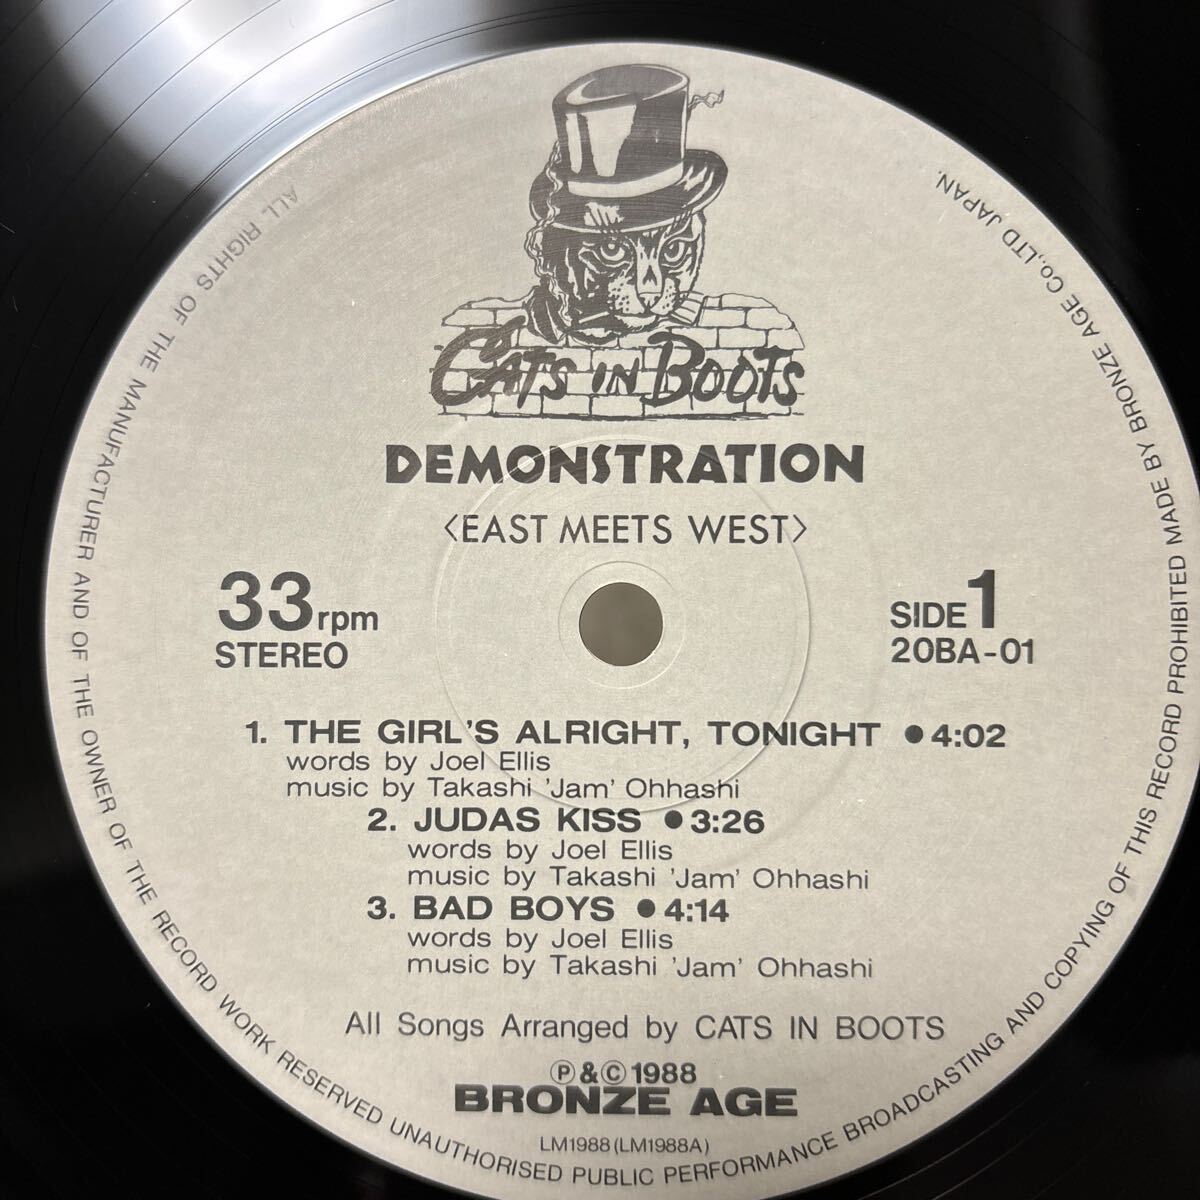 CATS IN BOOTS
DEMONSTRATION
〈EAST MEETS WEST〉
33rpm
STEREO
SIDE 1
20BA-01
1. THE GIRL'S ALRIGHT, TONIGHT ●4:02
words by Joel Ellis
music by Takashi 'Jam' Ohhashi
2. JUDAS KISS ●3:26
words by Joel Ellis
music by Takashi 'Jam' Ohhashi
3. BAD BOYS ●4:14
words by Joel Ellis
music by Takashi 'Jam' Ohhashi
All Songs Arranged by CATS IN BOOTS
Ⓟ&Ⓒ1988
BRONZE AGE
LM1988(LM1988A)
ALL RIGHTS OF THE MANUFACTURER AND OF THE OWNER OF THE RECORD WORK RESERVED UNAUTHORISED PUBLIC PERFORMANCE BROADCASTING AND COPYING OF THIS RECORD PROHIBITED MADE BY BRONZE AGE CO.,LTD JAPAN.